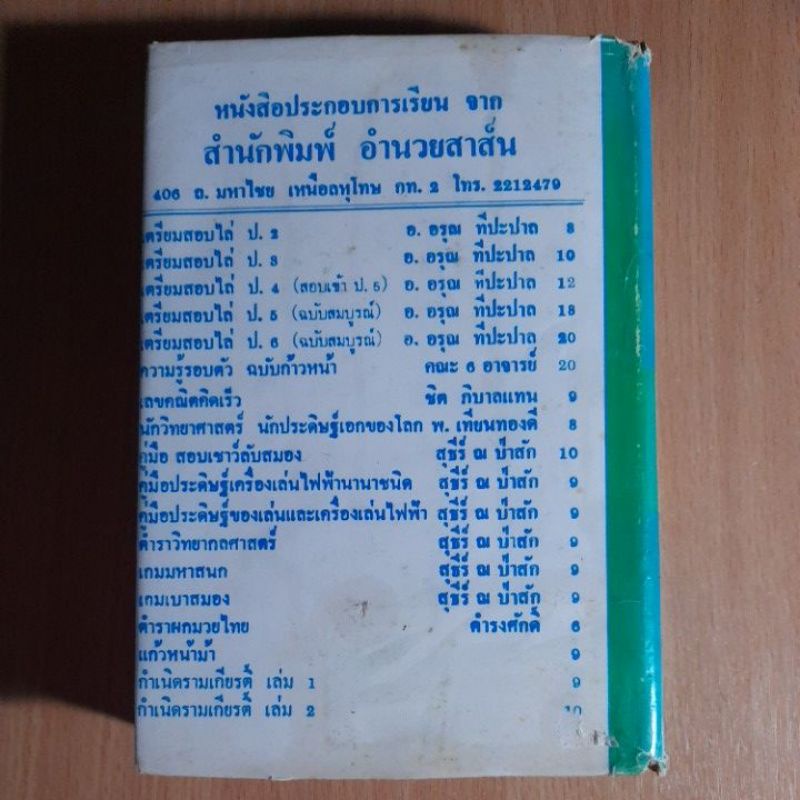 หนังสือประกอบการเรียน จาก
สำนักพิมพ์ อำนวยสาส์น
406 ถ. มหาไชย เหนือลหุโทษ กท. 2 โทร. 2212479
เตรียมสอบไล่ ป. 2 อ. อรุณ ทีปะปาล 8
เตรียมสอบไล่ ป. 3 อ. อรุณ ทีปะปาล 10
เตรียมสอบไล่ ป. 4 (สอบเข้า ป. 5) อ. อรุณ ทีปะปาล 12
เตรียมสอบไล่ ป. 5 (ฉบับสมบูรณ์) อ. อรุณ ทีปะปาล 18
เตรียมสอบไล่ ป. 6 (ฉบับสมบูรณ์) อ. อรุณ ทีปะปาล 20
ความรู้รอบตัว ฉบับก้าวหน้า คณะ 6 อาจารย์ 20
เลขคณิตคิดเร็ว ชิต ภิบาลแทน 9
นักวิทยาศาสตร์ นักประดิษฐ์เอกของโลก พ. เทียนทองดี 8
คู่มือ สอบเชาว์ลับสมอง สุธีร์ ณ ป่าสัก 10
คู่มือประดิษฐ์เครื่องเล่นไฟฟ้านานาชนิด สุธีร์ ณ ป่าสัก 9
คู่มือประดิษฐ์ของเล่นและเครื่องเล่นไฟฟ้า สุธีร์ ณ ป่าสัก 9
ตำราวิทยากลศาสตร์ สุธีร์ ณ ป่าสัก 9
เกมมหาสนุก สุธีร์ ณ ป่าสัก 9
เกมเบาสมอง สุธีร์ ณ ป่าสัก 9
ตำราฝึกมวยไทย ดำรงศักดิ์ 6
แก้วหน้าม้า 9
กำเนิดรามเกียรติ์ เล่ม 1 9
กำเนิดรามเกียรติ์ เล่ม 2 10